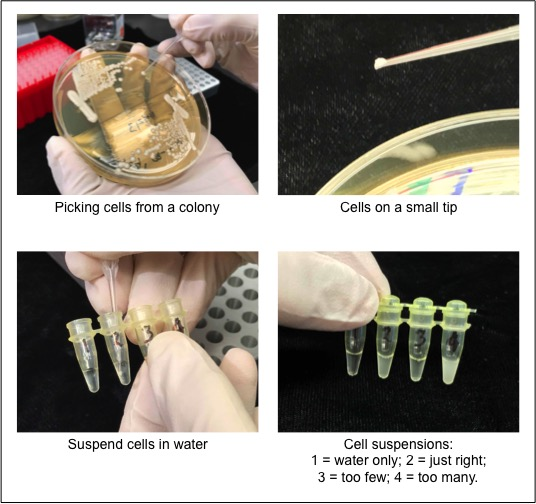 Picking cells from a colony
Cells on a small tip
Suspend cells in water
Cell suspensions:
1 = water only; 2 = just right;
3 = too few; 4 = too many.